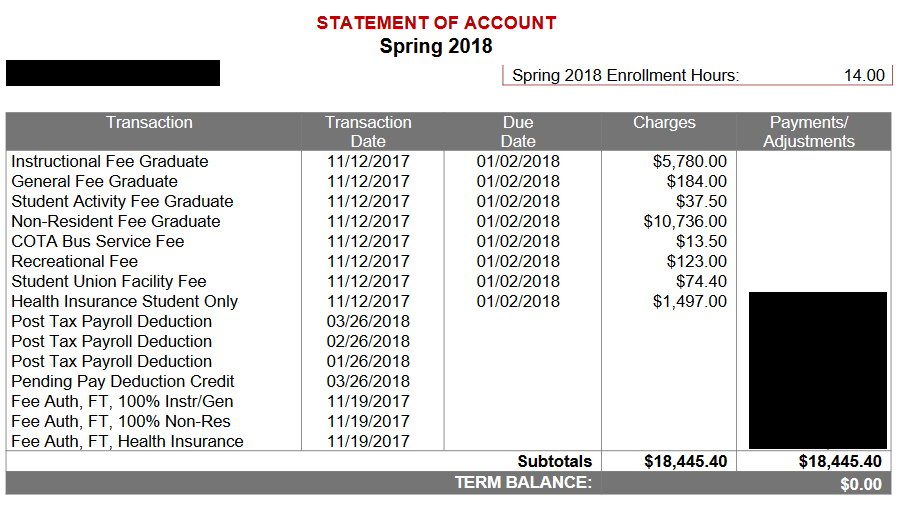 STATEMENT OF ACCOUNT
Spring 2018
Spring 2018 Enrollment Hours: 14.00
Transaction Transaction Date Due Date Charges Payments/ Adjustments
Instructional Fee Graduate 11/12/2017 01/02/2018 $5,780.00
General Fee Graduate 11/12/2017 01/02/2018 $184.00
Student Activity Fee Graduate 11/12/2017 01/02/2018 $37.50
Non-Resident Fee Graduate 11/12/2017 01/02/2018 $10,736.00
COTA Bus Service Fee 11/12/2017 01/02/2018 $13.50
Recreational Fee 11/12/2017 01/02/2018 $123.00
Student Union Facility Fee 11/12/2017 01/02/2018 $74.40
Health Insurance Student Only 11/12/2017 01/02/2018 $1,497.00
Post Tax Payroll Deduction 03/26/2018
Post Tax Payroll Deduction 02/26/2018
Post Tax Payroll Deduction 01/26/2018
Pending Pay Deduction Credit 03/26/2018
Fee Auth, FT, 100% Instr/Gen 11/19/2017
Fee Auth, FT, 100% Non-Res 11/19/2017
Fee Auth, FT, Health Insurance 11/19/2017
Subtotals $18,445.40 $18,445.40
TERM BALANCE: $0.00